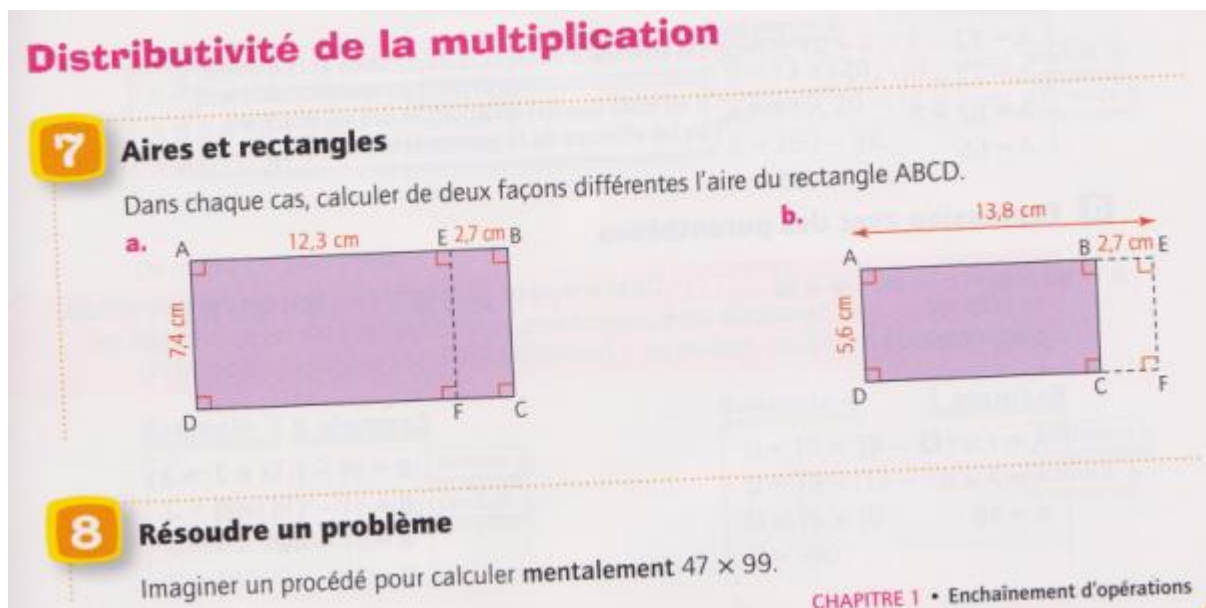 Distributivité de la multiplication
7 Aires et rectangles
Dans chaque cas, calculer de deux façons différentes l'aire du rectangle ABCD.
a.
A 12,3 cm E 2,7 cm B
7,4 cm
D F C
b.
13,8 cm
A B 2,7 cm E
5,6 cm
D C F
8 Résoudre un problème
Imaginer un procédé pour calculer mentalement 47 × 99.
CHAPITRE 1 • Enchaînement d'opérations